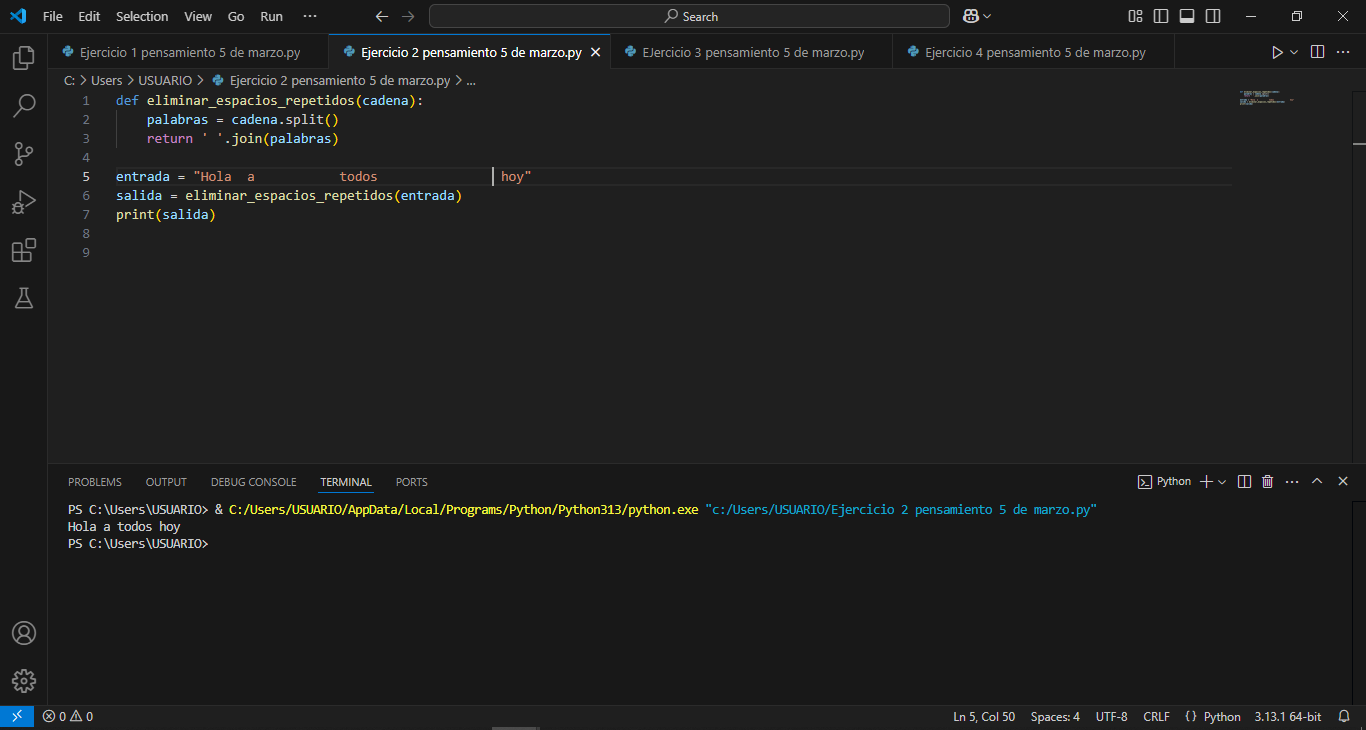 File Edit Selection View Go Run ··· Search
Ejercicio 1 pensamiento 5 de marzo.py Ejercicio 2 pensamiento 5 de marzo.py EJercicio 3 pensamiento 5 de marzo.py Ejercicio 4 pensamiento 5 de marzo.py
C: > Users > USUARIO > Ejercicio 2 pensamiento 5 de marzo.py > ...
1 def eliminar_espacios_repetidos(cadena):
2     palabras = cadena.split()
3     return ' '.join(palabras)
4
5 entrada = "Hola  a           todos                hoy"
6 salida = eliminar_espacios_repetidos(entrada)
7 print(salida)
8
9
PROBLEMS OUTPUT DEBUG CONSOLE TERMINAL PORTS Python
PS C:\Users\USUARIO> & C:/Users/USUARIO/AppData/Local/Programs/Python/Python313/python.exe "c:/Users/USUARIO/Ejercicio 2 pensamiento 5 de marzo.py"
Hola a todos hoy
PS C:\Users\USUARIO>
0 0 Ln 5, Col 50 Spaces: 4 UTF-8 CRLF {} Python 3.13.1 64-bit